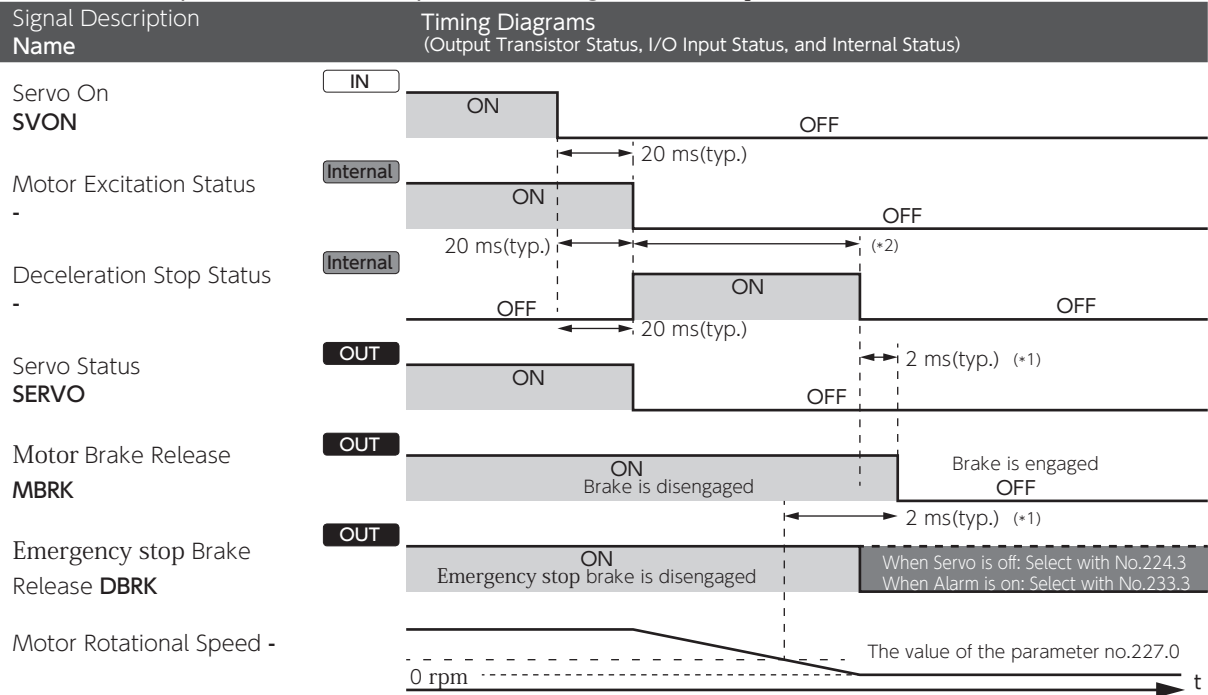 Signal Description
Name
Timing Diagrams
(Output Transistor Status, I/O Input Status, and Internal Status)
Servo On
SVON
IN
ON
OFF
20 ms(typ.)
Motor Excitation Status
-
Internal
ON
OFF
20 ms(typ.)
(*2)
Deceleration Stop Status
-
Internal
OFF
ON
OFF
20 ms(typ.)
Servo Status
SERVO
OUT
ON
OFF
2 ms(typ.) (*1)
Motor Brake Release
MBRK
OUT
ON
Brake is disengaged
Brake is engaged
OFF
2 ms(typ.) (*1)
Emergency stop Brake
Release DBRK
OUT
ON
Emergency stop brake is disengaged
When Servo is off: Select with No.224.3
When Alarm is on: Select with No.233.3
Motor Rotational Speed -
The value of the parameter no.227.0
0 rpm
t